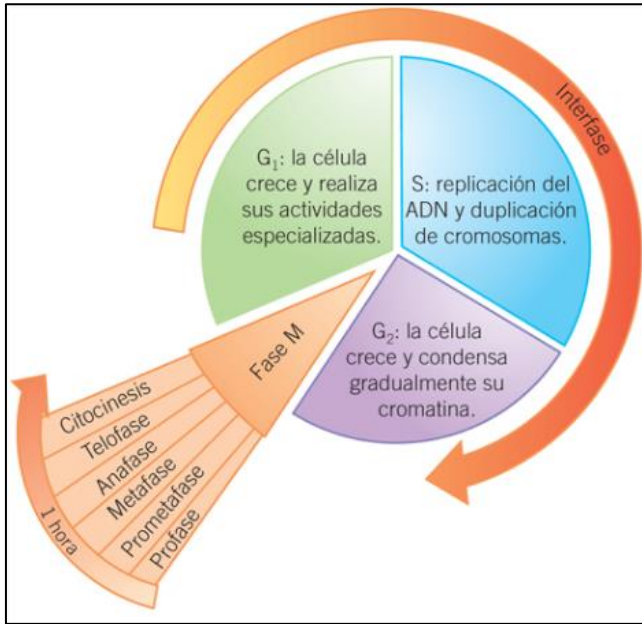 Interfase
G₁: la célula
crece y realiza
sus actividades
especializadas.
S: replicación del
ADN y duplicación
de cromosomas.
G₂: la célula
crece y condensa
gradualmente su
cromatina.
Fase M
Citocinesis
Telofase
Anafase
Metafase
Prometafase
Profase
1 hora